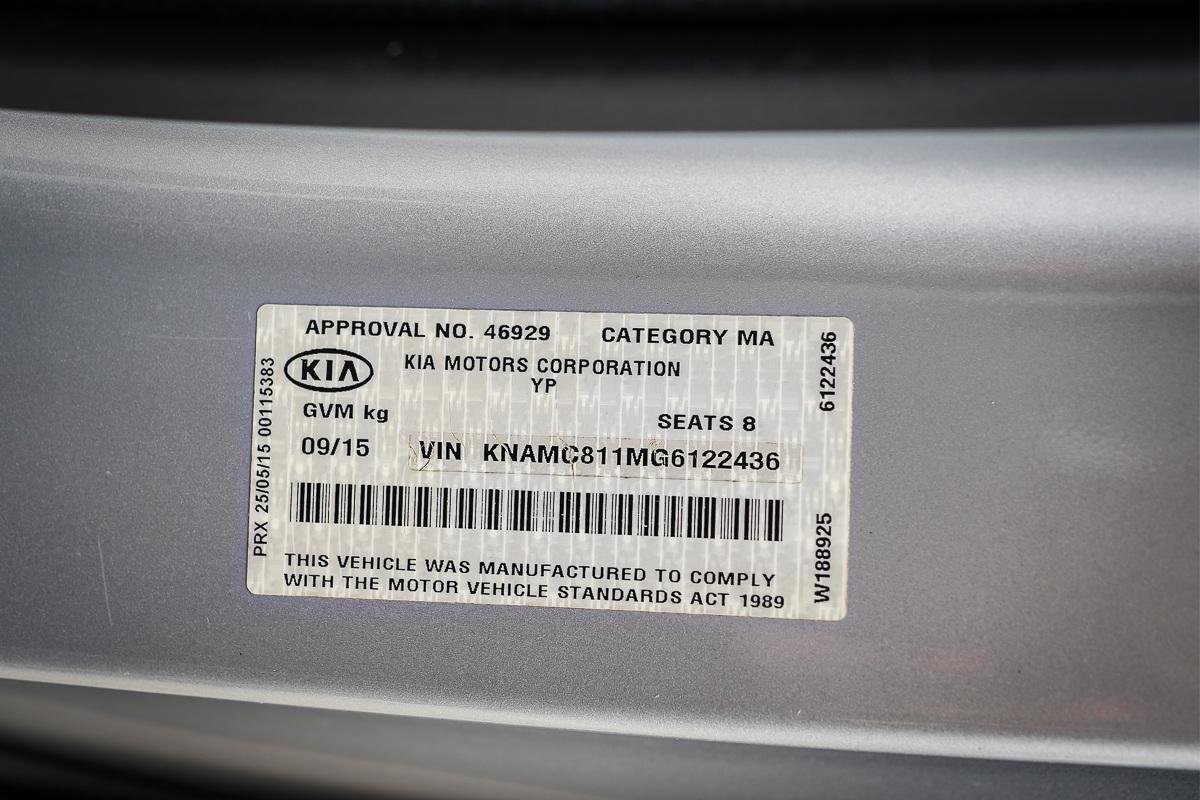 APPROVAL NO. 46929 CATEGORY MA
KIA KIA MOTORS CORPORATION
YP
GVM kg SEATS 8
09/15 VIN KNAMC811MG6122436
THIS VEHICLE WAS MANUFACTURED TO COMPLY
WITH THE MOTOR VEHICLE STANDARDS ACT 1989
PRX 25/05/15 00115383
6122436
W188925